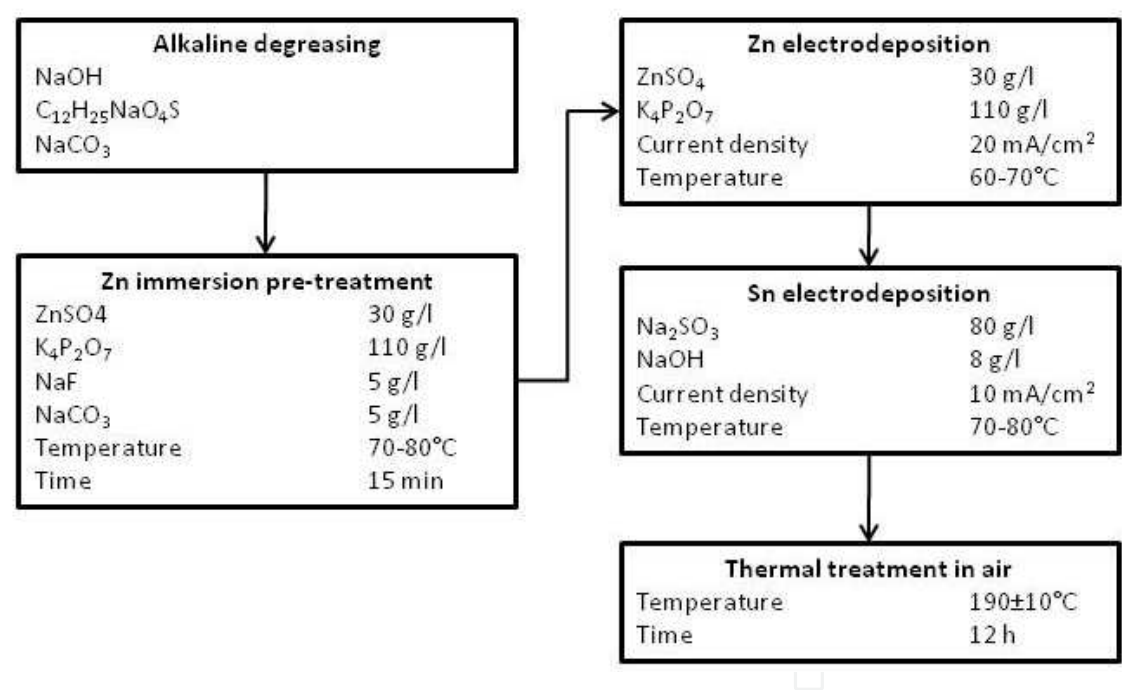 Alkaline degreasing
NaOH
C₁₂H₂₅NaO₄S
NaCO₃
Zn immersion pre-treatment
ZnSO4 30 g/l
K₄P₂O₇ 110 g/l
NaF 5 g/l
NaCO₃ 5 g/l
Temperature 70-80°C
Time 15 min
Zn electrodeposition
ZnSO₄ 30 g/l
K₄P₂O₇ 110 g/l
Current density 20 mA/cm²
Temperature 60-70°C
Sn electrodeposition
Na₂SO₃ 80 g/l
NaOH 8 g/l
Current density 10 mA/cm²
Temperature 70-80°C
Thermal treatment in air
Temperature 190±10°C
Time 12 h